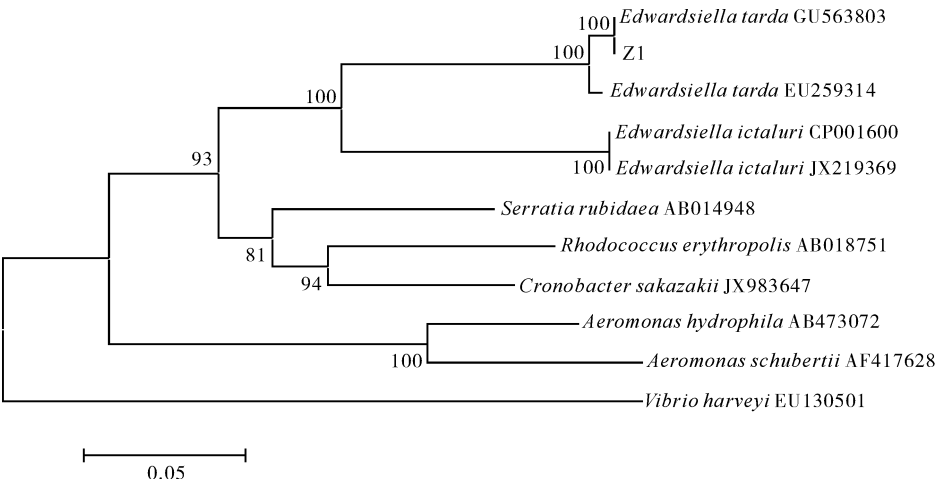 100 Edwardsiella tarda GU563803
100 Z1
Edwardsiella tarda EU259314
100
Edwardsiella ictaluri CP001600
100 Edwardsiella ictaluri JX219369
93
Serratia rubidaea AB014948
81
Rhodococcus erythropolis AB018751
94 Cronobacter sakazakii JX983647
Aeromonas hydrophila AB473072
100 Aeromonas schubertii AF417628
Vibrio harveyi EU130501
0.05